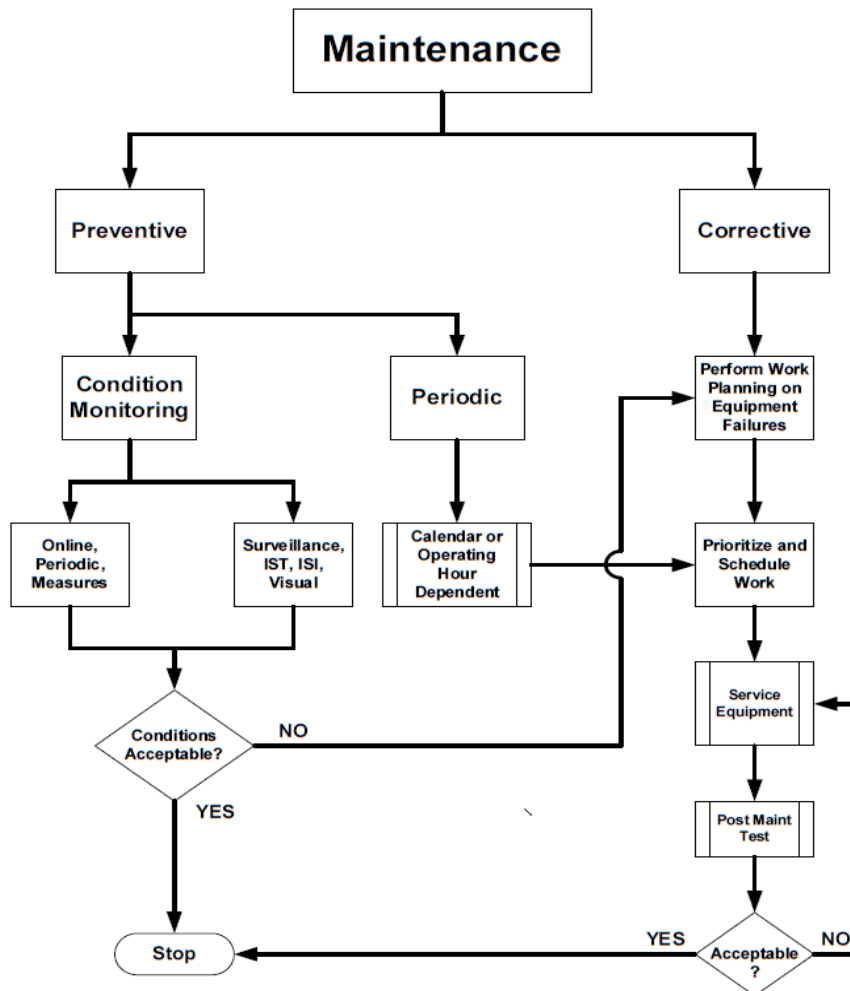 Maintenance
Preventive
Corrective
Condition
Monitoring
Periodic
Perform Work
Planning on
Equipment
Failures
Online,
Periodic,
Measures
Surveillance,
IST, ISI,
Visual
Calendar or
Operating
Hour
Dependent
Prioritize and
Schedule
Work
Service
Equipment
Conditions
Acceptable?
NO
YES
Post Maint
Test
Stop
YES
Acceptable
?
NO